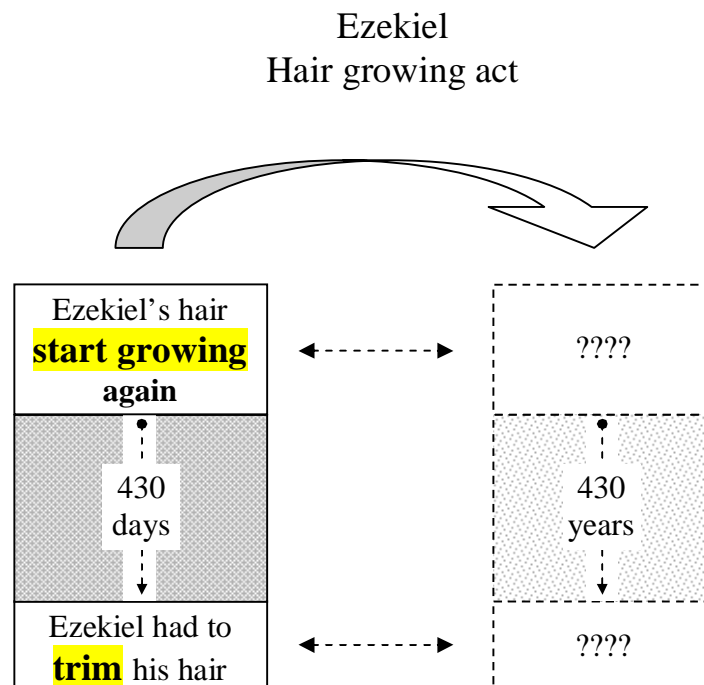 Ezekiel
Hair growing act
Ezekiel’s hair
start growing
again
????
430
days
430
years
Ezekiel had to
trim his hair
????